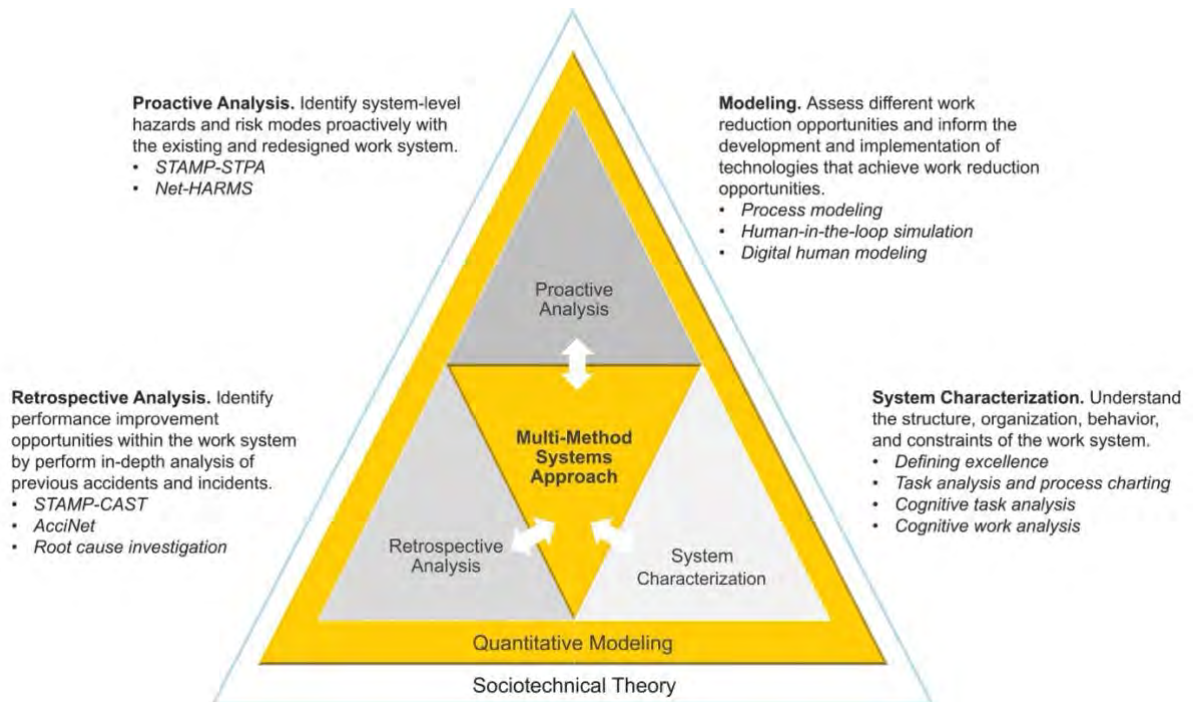 Proactive Analysis. Identify system-level
hazards and risk modes proactively with
the existing and redesigned work system.
• STAMP-STPA
• Net-HARMS
Modeling. Assess different work
reduction opportunities and inform the
development and implementation of
technologies that achieve work reduction
opportunities.
• Process modeling
• Human-in-the-loop simulation
• Digital human modeling
Proactive
Analysis
Retrospective Analysis. Identify
performance improvement
opportunities within the work system
by perform in-depth analysis of
previous accidents and incidents.
• STAMP-CAST
• AcciNet
• Root cause investigation
Multi-Method
Systems
Approach
System Characterization. Understand
the structure, organization, behavior,
and constraints of the work system.
• Defining excellence
• Task analysis and process charting
• Cognitive task analysis
• Cognitive work analysis
Retrospective
Analysis
System
Characterization
Quantitative Modeling
Sociotechnical Theory